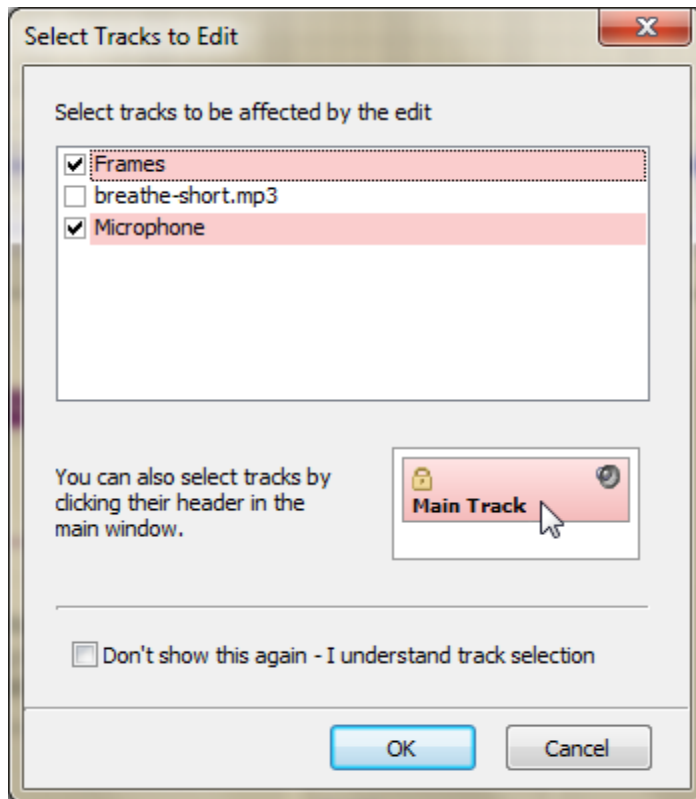 Select Tracks to Edit
Select tracks to be affected by the edit
Frames
breathe-short.mp3
Microphone
You can also select tracks by
clicking their header in the
main window.
Main Track
Don't show this again - I understand track selection
OK
Cancel